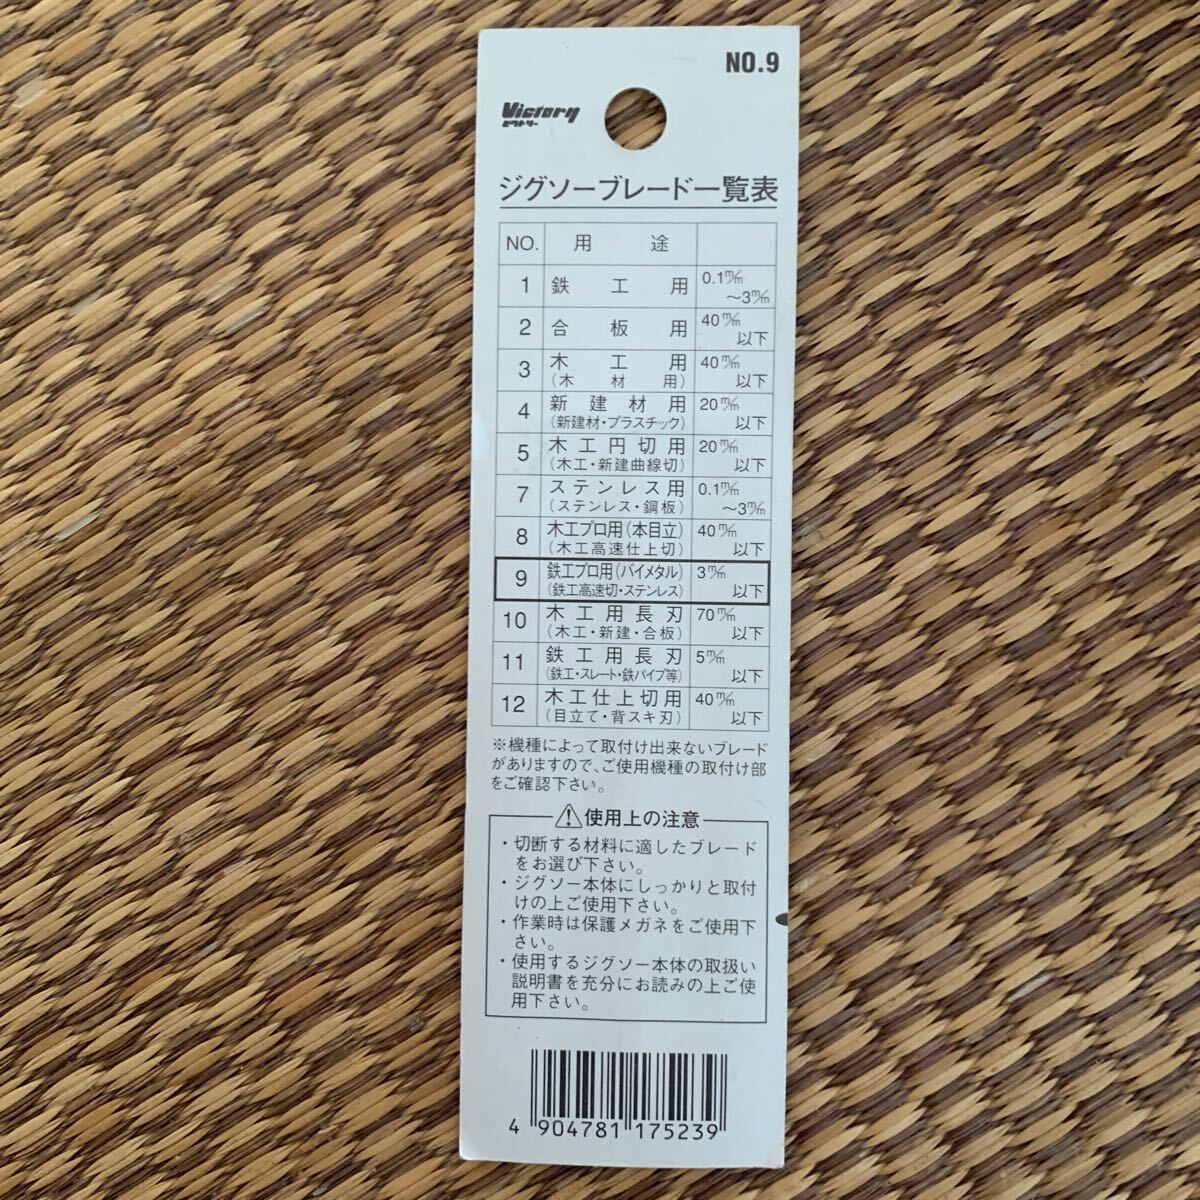 NO.9
Victory
ビクトリー
ジグソーブレード一覧表
NO. 用途
1 鉄工用 0.1m/m
～3m/m
2 合板用 40m/m
以下
3 木工用 40m/m
(木材用) 以下
4 新建材用 20m/m
(新建材・プラスチック) 以下
5 木工円切用 20m/m
(木工・新建曲線切) 以下
7 ステンレス用 0.1m/m
(ステンレス・鋼板) ～3m/m
8 木工プロ用(本目立) 40m/m
(木工高速仕上切) 以下
9 鉄工プロ用(バイメタル) 3m/m
(鉄工高速切・ステンレス) 以下
10 木工用長刃 70m/m
(木工・新建・合板) 以下
11 鉄工用長刃 5m/m
(鉄工・スレート・鉄パイプ等) 以下
12 木工仕上切用 40m/m
(目立て・背スキ刃) 以下
※機種によって取付け出来ないブレード
がありますので、ご使用機種の取付け部
をご確認下さい。
使用上の注意
・切断する材料に適したブレード
をお選び下さい。
・ジグソー本体にしっかりと取付
けの上ご使用下さい。
・作業時は保護メガネをご使用下
さい。
・使用するジグソー本体の取扱い
説明書を充分にお読みの上ご使
用下さい。
4 904781 175239